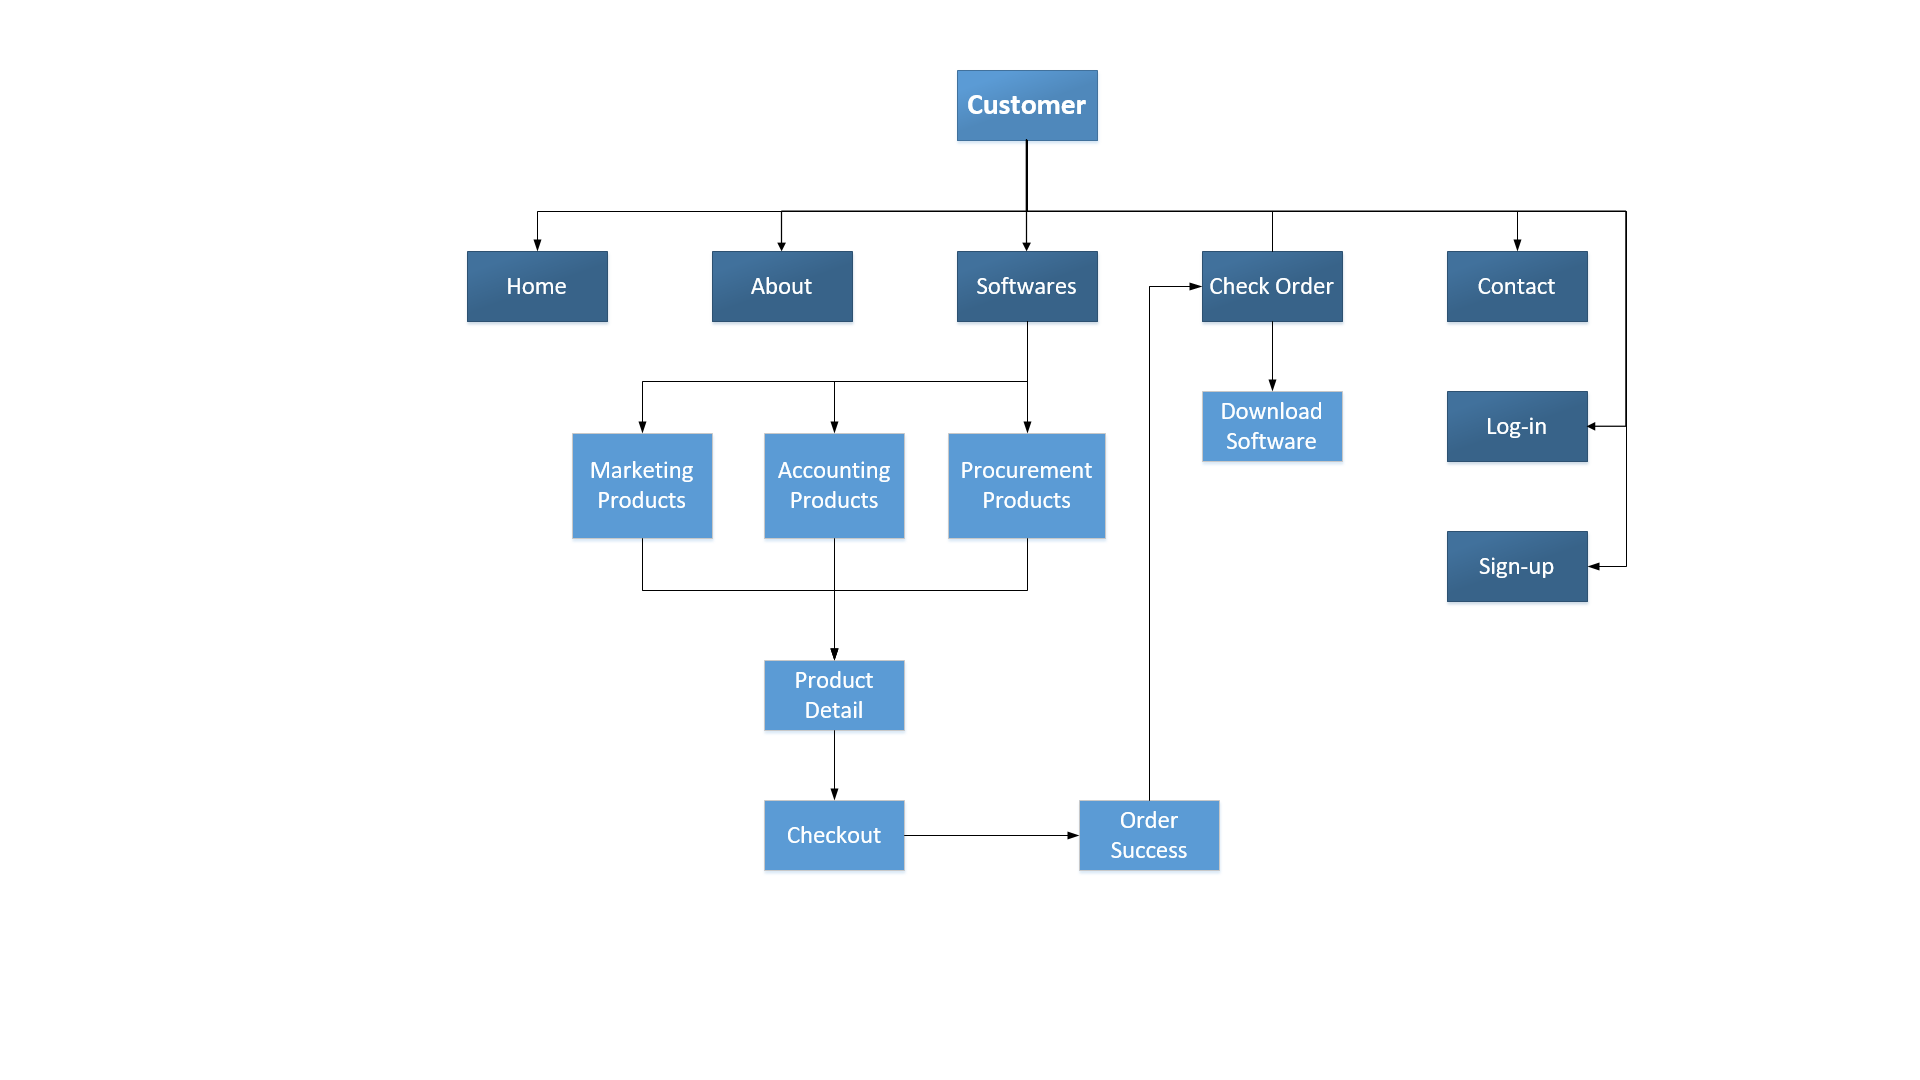 Customer
Home
About
Softwares
Check Order
Contact
Download
Software
Log-in
Marketing
Products
Accounting
Products
Procurement
Products
Sign-up
Product
Detail
Checkout
Order
Success